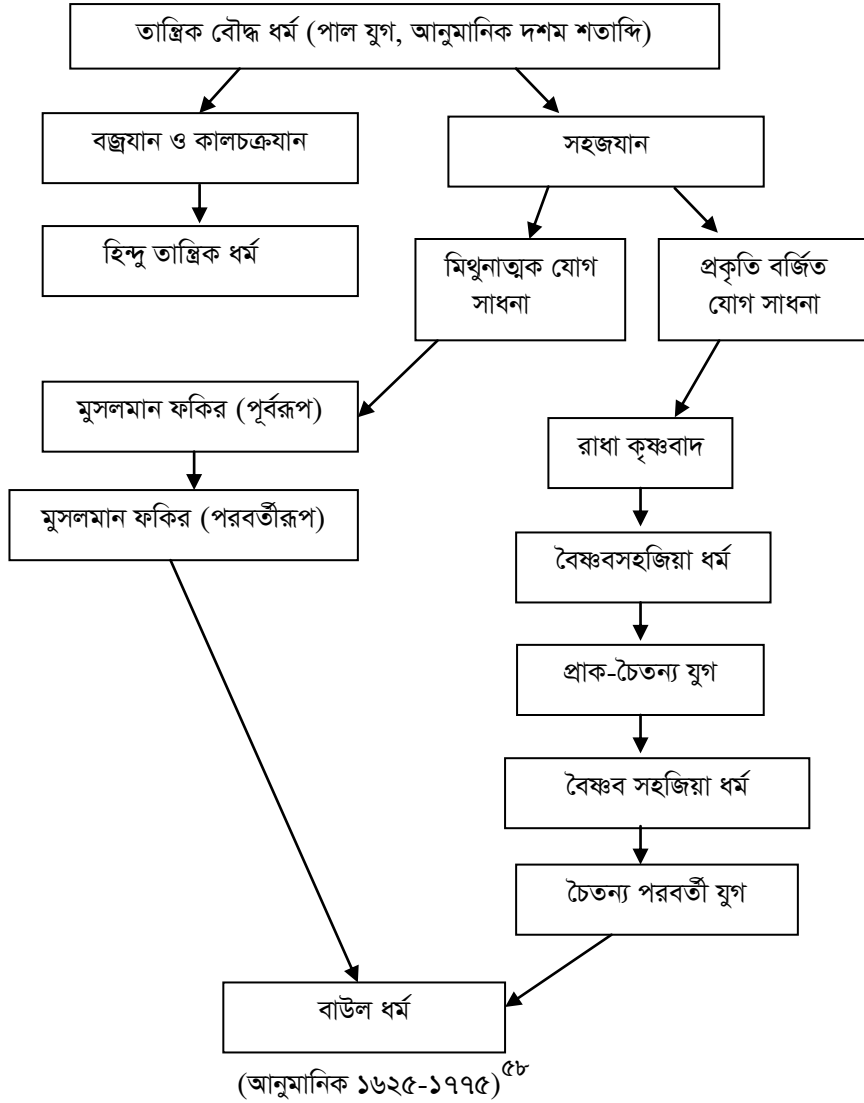 তান্ত্রিক বৌদ্ধ ধর্ম (পাল যুগ, আনুমানিক দশম শতাব্দি)
বজ্রযান ও কালচক্রযান
সহজযান
হিন্দু তান্ত্রিক ধর্ম
মিথুনাত্মক যোগ
সাধনা
প্রকৃতি বর্জিত
যোগ সাধনা
মুসলমান ফকির (পূর্বরূপ)
রাধা কৃষ্ণবাদ
মুসলমান ফকির (পরবর্তীরূপ)
বৈষ্ণবসহজিয়া ধর্ম
প্রাক-চৈতন্য যুগ
বৈষ্ণব সহজিয়া ধর্ম
চৈতন্য পরবর্তী যুগ
বাউল ধর্ম
(আনুমানিক ১৬২৫-১৭৭৫)৫৮